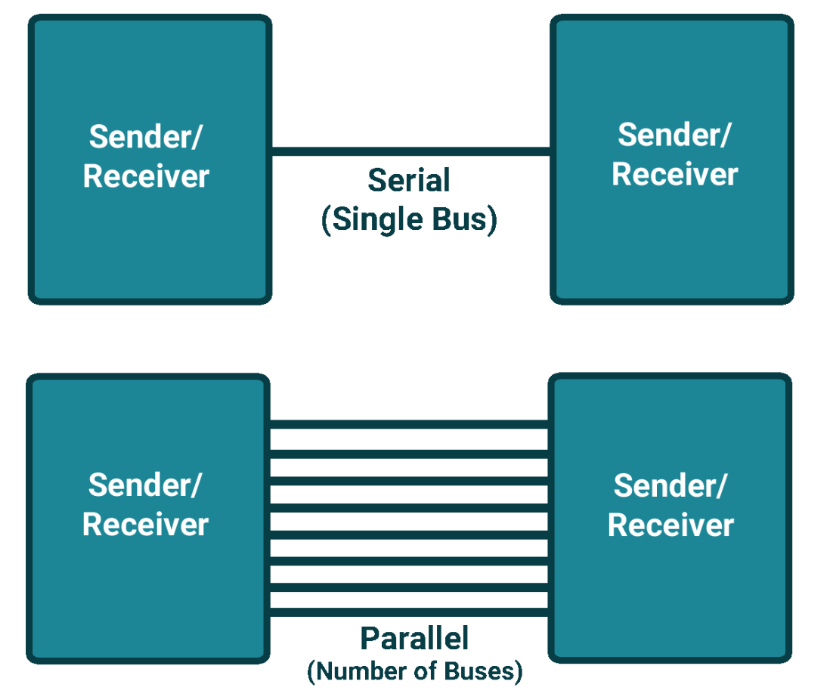 Sender/
Receiver
Serial
(Single Bus)
Sender/
Receiver
Sender/
Receiver
Parallel
(Number of Buses)
Sender/
Receiver